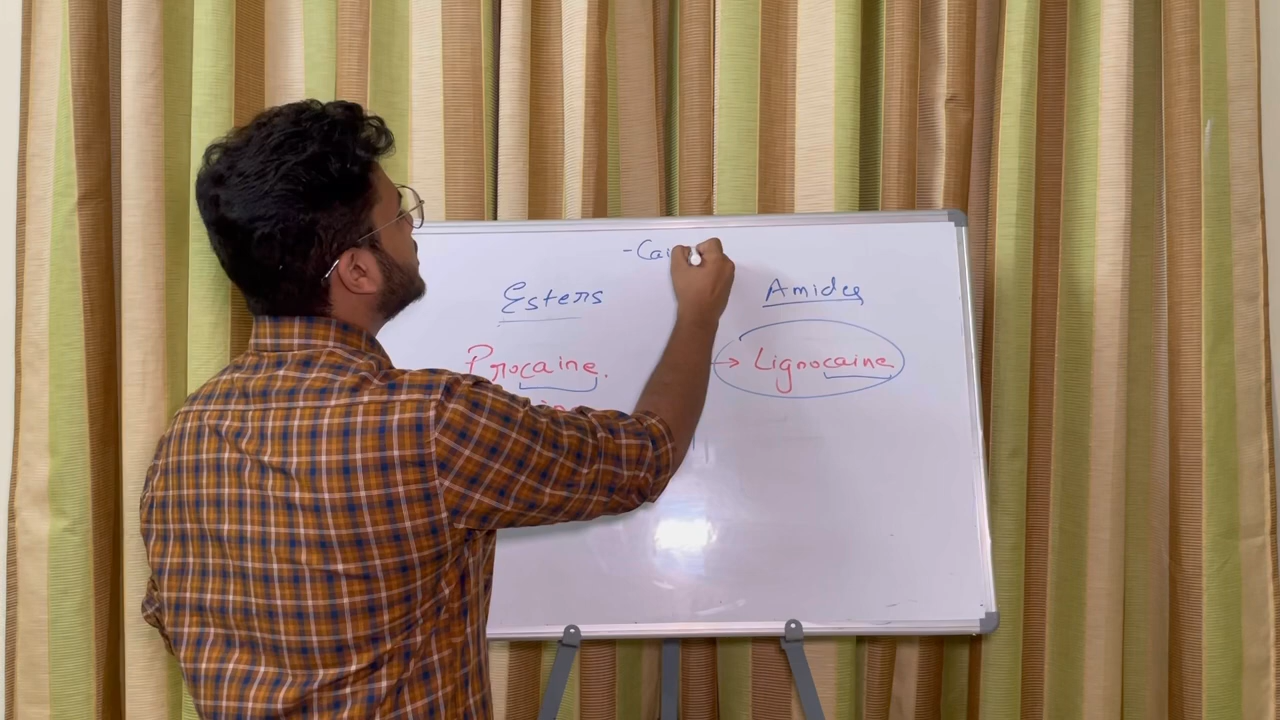 -Cai
Esters Amides
Procaine. → Lignocaine